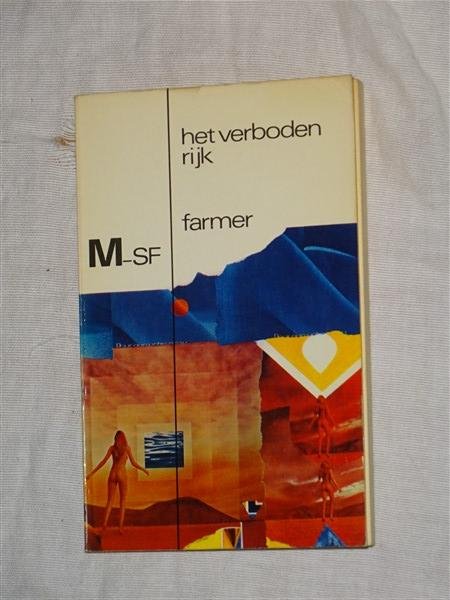 het verboden
rijk
farmer
M-SF